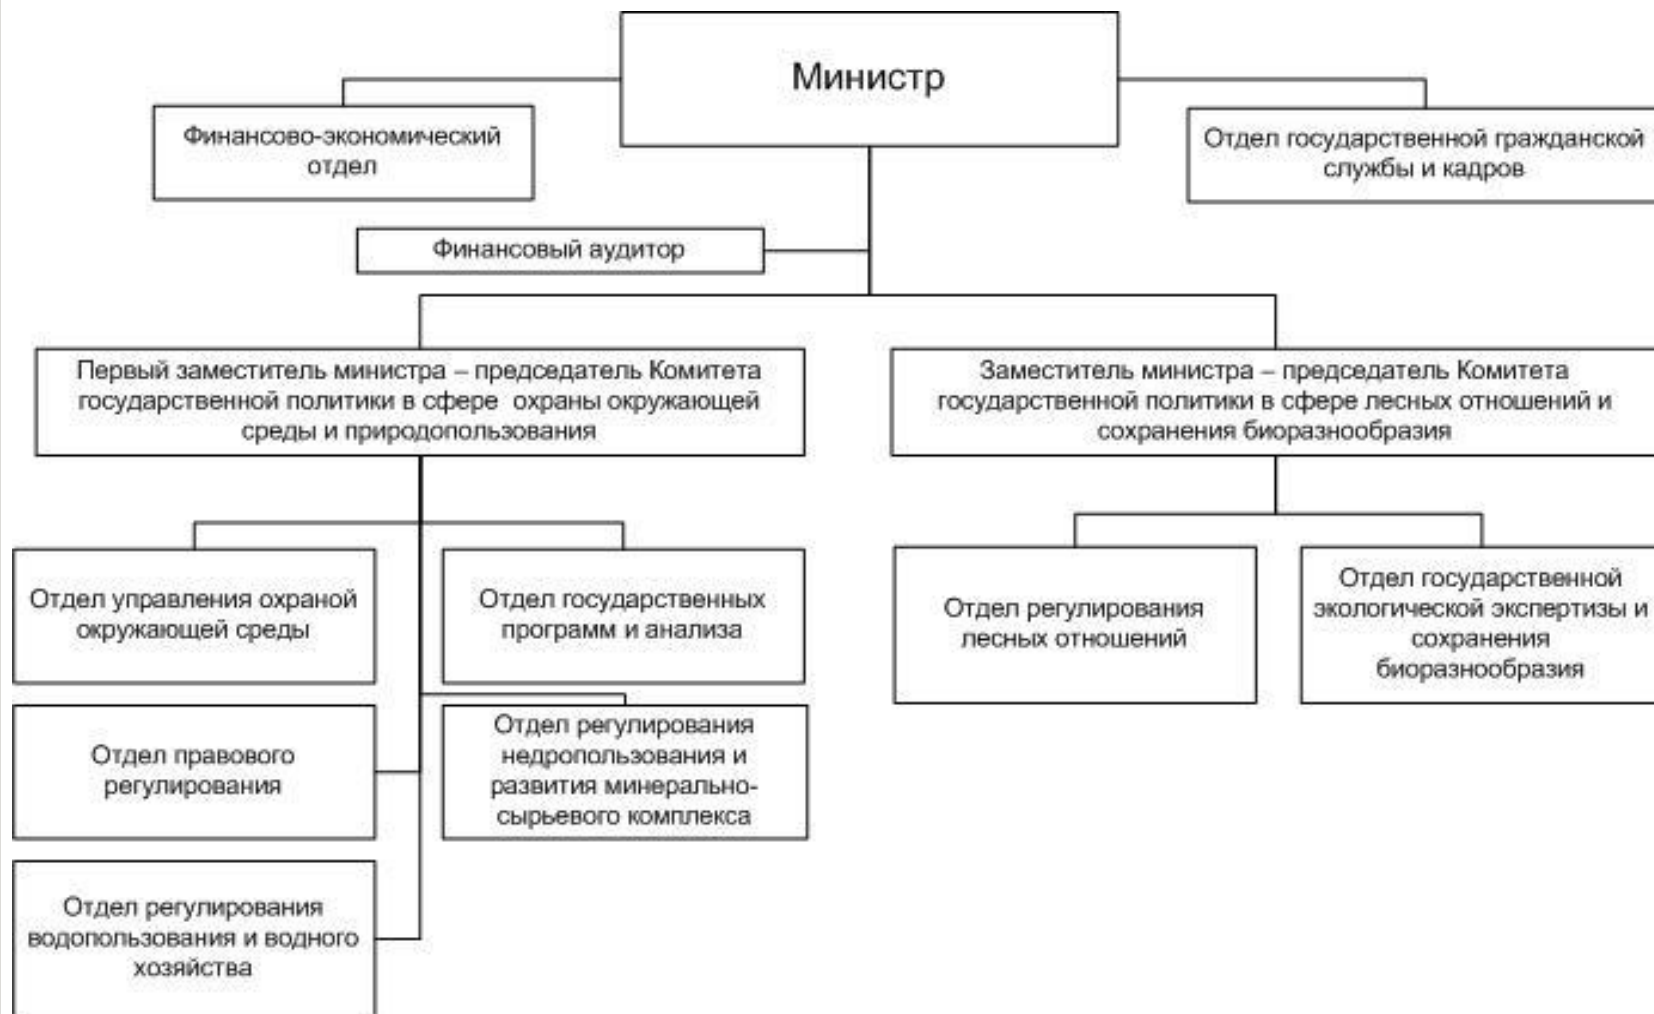 Министр
Финансово-экономический
отдел
Отдел государственной гражданской
службы и кадров
Финансовый аудитор
Первый заместитель министра – председатель Комитета
государственной политики в сфере охраны окружающей
среды и природопользования
Заместитель министра – председатель Комитета
государственной политики в сфере лесных отношений и
сохранения биоразнообразия
Отдел управления охраной
окружающей среды
Отдел государственных
программ и анализа
Отдел регулирования
лесных отношений
Отдел государственной
экологической экспертизы и
сохранения
биоразнообразия
Отдел правового
регулирования
Отдел регулирования
недропользования и
развития минерально-
сырьевого комплекса
Отдел регулирования
водопользования и водного
хозяйства